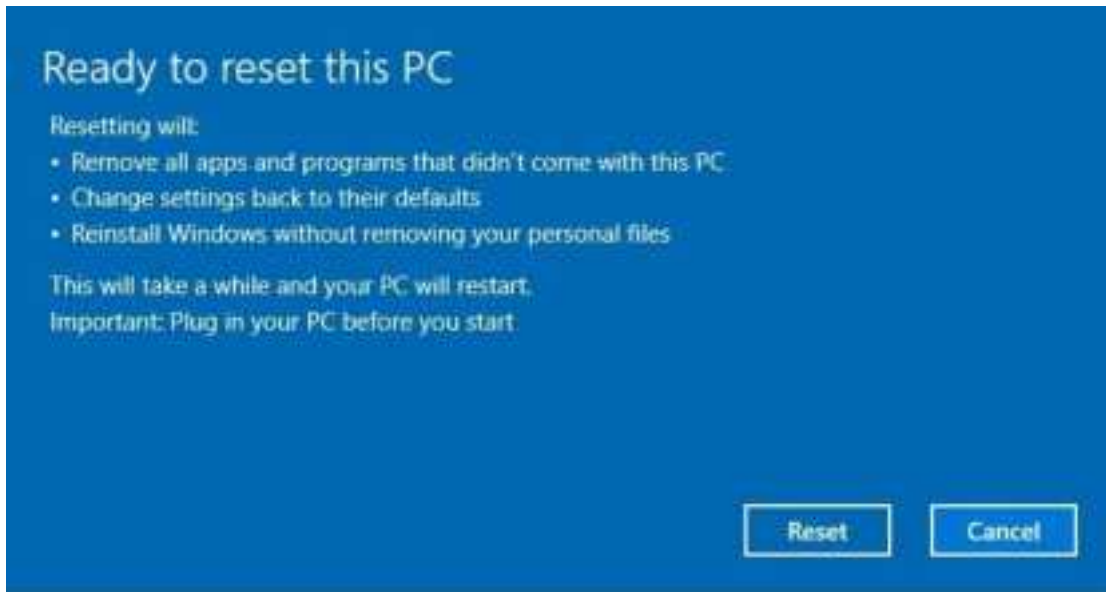 Ready to reset this PC
Resetting will:
• Remove all apps and programs that didn't come with this PC
• Change settings back to their defaults
• Reinstall Windows without removing your personal files
This will take a while and your PC will restart.
Important: Plug in your PC before you start
Reset
Cancel